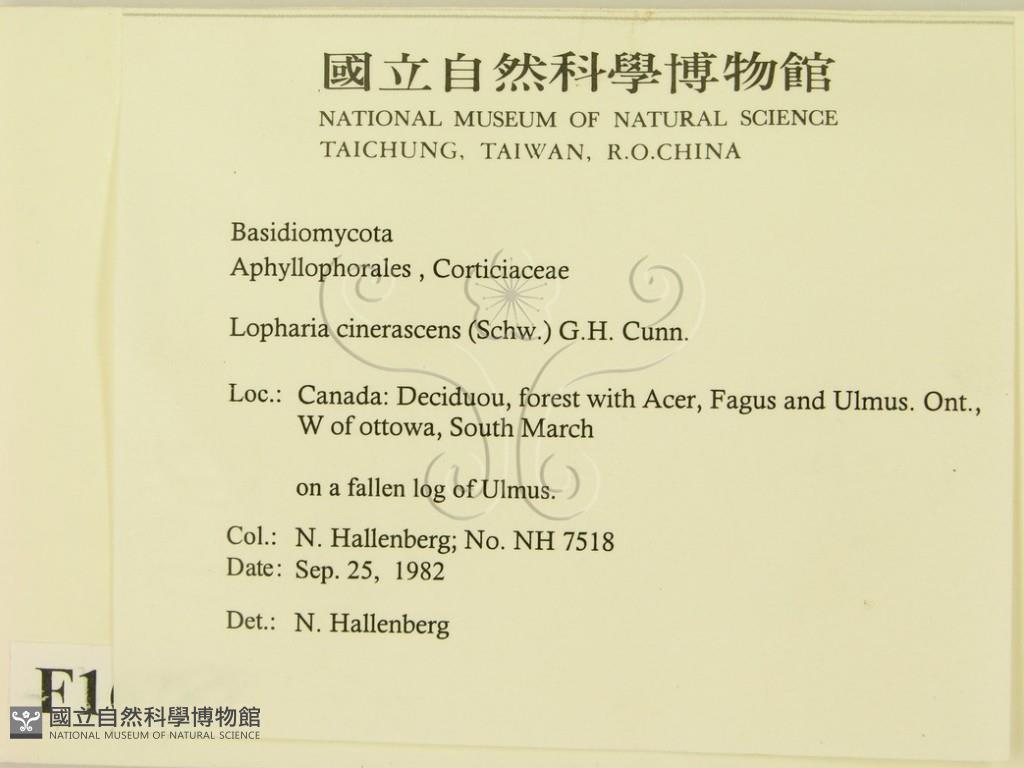 國立自然科學博物館
NATIONAL MUSEUM OF NATURAL SCIENCE
TAICHUNG, TAIWAN, R.O.CHINA
Basidiomycota
Aphyllophorales , Corticiaceae
Lopharia cinerascens (Schw.) G.H. Cunn.
Loc.: Canada: Deciduou, forest with Acer, Fagus and Ulmus. Ont.,
W of ottowa, South March
on a fallen log of Ulmus.
Col.: N. Hallenberg; No. NH 7518
Date: Sep. 25, 1982
Det.: N. Hallenberg
國立自然科學博物館
NATIONAL MUSEUM OF NATURAL SCIENCE